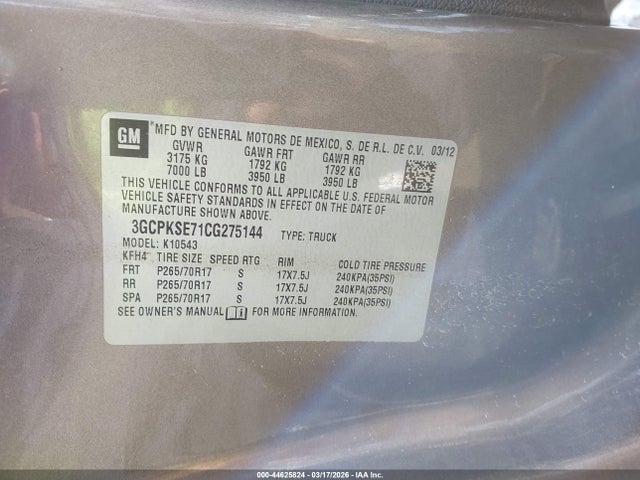 GM
*MFD BY GENERAL MOTORS DE MEXICO, S. DE R.L. DE C.V. 03/12
GVWR GAWR FRT GAWR RR
3175 KG 1792 KG 1792 KG
7000 LB 3950 LB 3950 LB
THIS VEHICLE CONFORMS TO ALL APPLICABLE U.S. FEDERAL MOTOR
VEHICLE SAFETY STANDARDS IN EFFECT ON THE DATE OF
MANUFACTURE SHOWN ABOVE.
3GCPKSE71CG275144 TYPE: TRUCK
MODEL: K10543
KFH4 TIRE SIZE SPEED RTG RIM COLD TIRE PRESSURE
FRT P265/70R17 S 17X7.5J 240KPA(35PSI)
RR P265/70R17 S 17X7.5J 240KPA(35PSI)
SPA P265/70R17 S 17X7.5J 240KPA(35PSI)
SEE OWNER'S MANUAL FOR MORE INFORMATION.
000-44625824 | 03/17/2026 - IAA Inc.